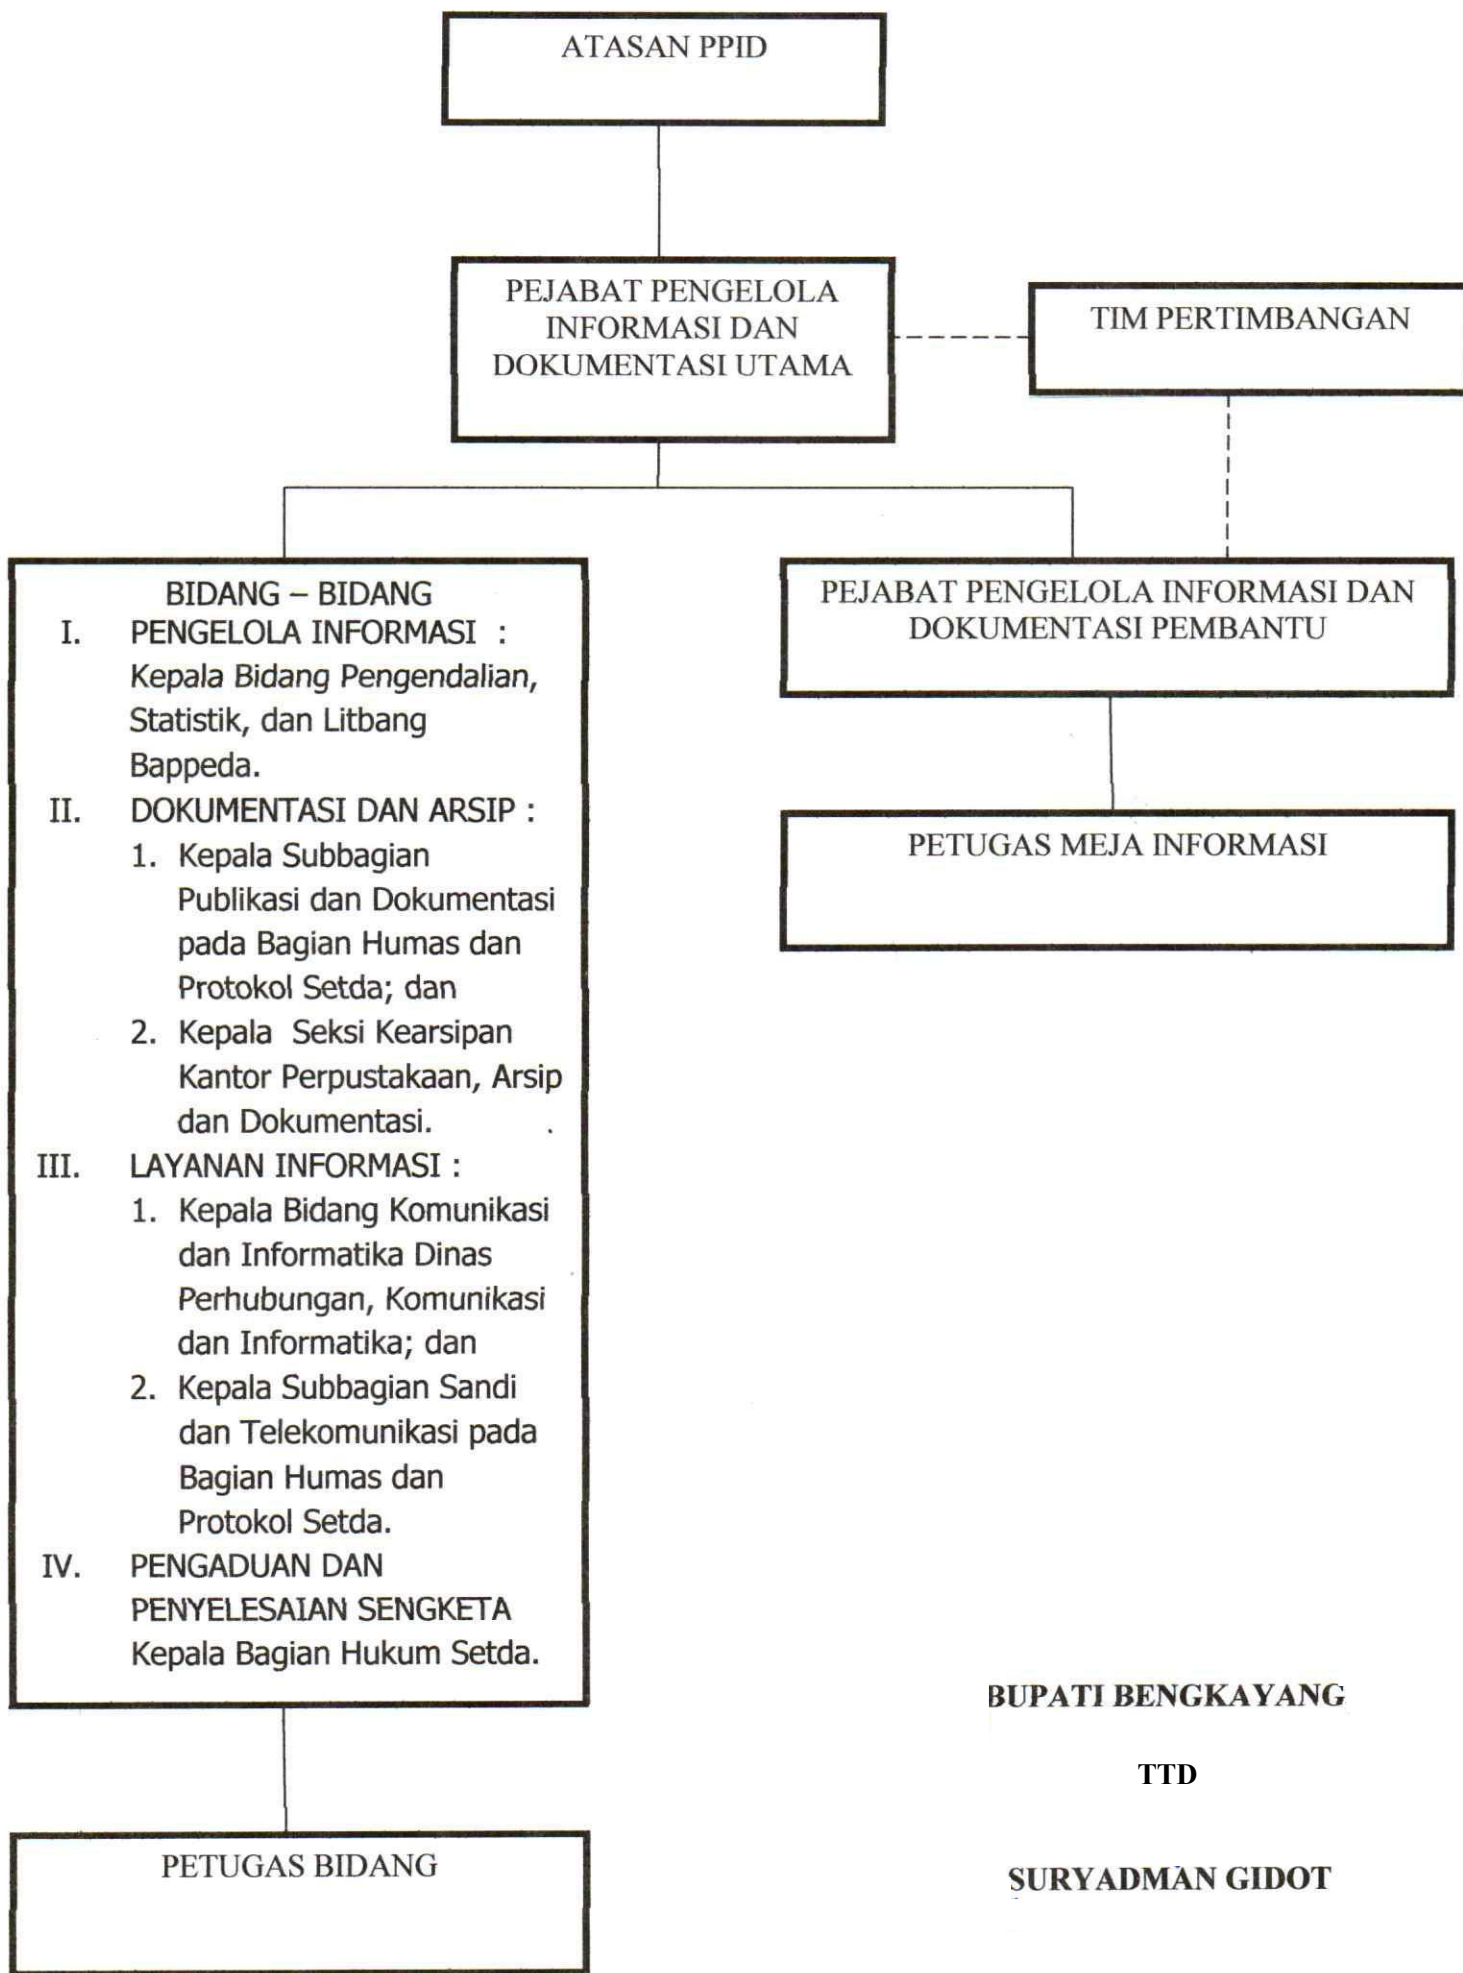 ATASAN PPID
PEJABAT PENGELOLA
INFORMASI DAN
DOKUMENTASI UTAMA
TIM PERTIMBANGAN
BIDANG – BIDANG
I. PENGELOLA INFORMASI :
Kepala Bidang Pengendalian,
Statistik, dan Litbang
Bappeda.
II. DOKUMENTASI DAN ARSIP :
1. Kepala Subbagian
Publikasi dan Dokumentasi
pada Bagian Humas dan
Protokol Setda; dan
2. Kepala Seksi Kearsipan
Kantor Perpustakaan, Arsip
dan Dokumentasi.
III. LAYANAN INFORMASI :
1. Kepala Bidang Komunikasi
dan Informatika Dinas
Perhubungan, Komunikasi
dan Informatika; dan
2. Kepala Subbagian Sandi
dan Telekomunikasi pada
Bagian Humas dan
Protokol Setda.
IV. PENGADUAN DAN
PENYELESAIAN SENGKETA
Kepala Bagian Hukum Setda.
PEJABAT PENGELOLA INFORMASI DAN
DOKUMENTASI PEMBANTU
PETUGAS MEJA INFORMASI
PETUGAS BIDANG
BUPATI BENGKAYANG
TTD
SURYADMAN GIDOT